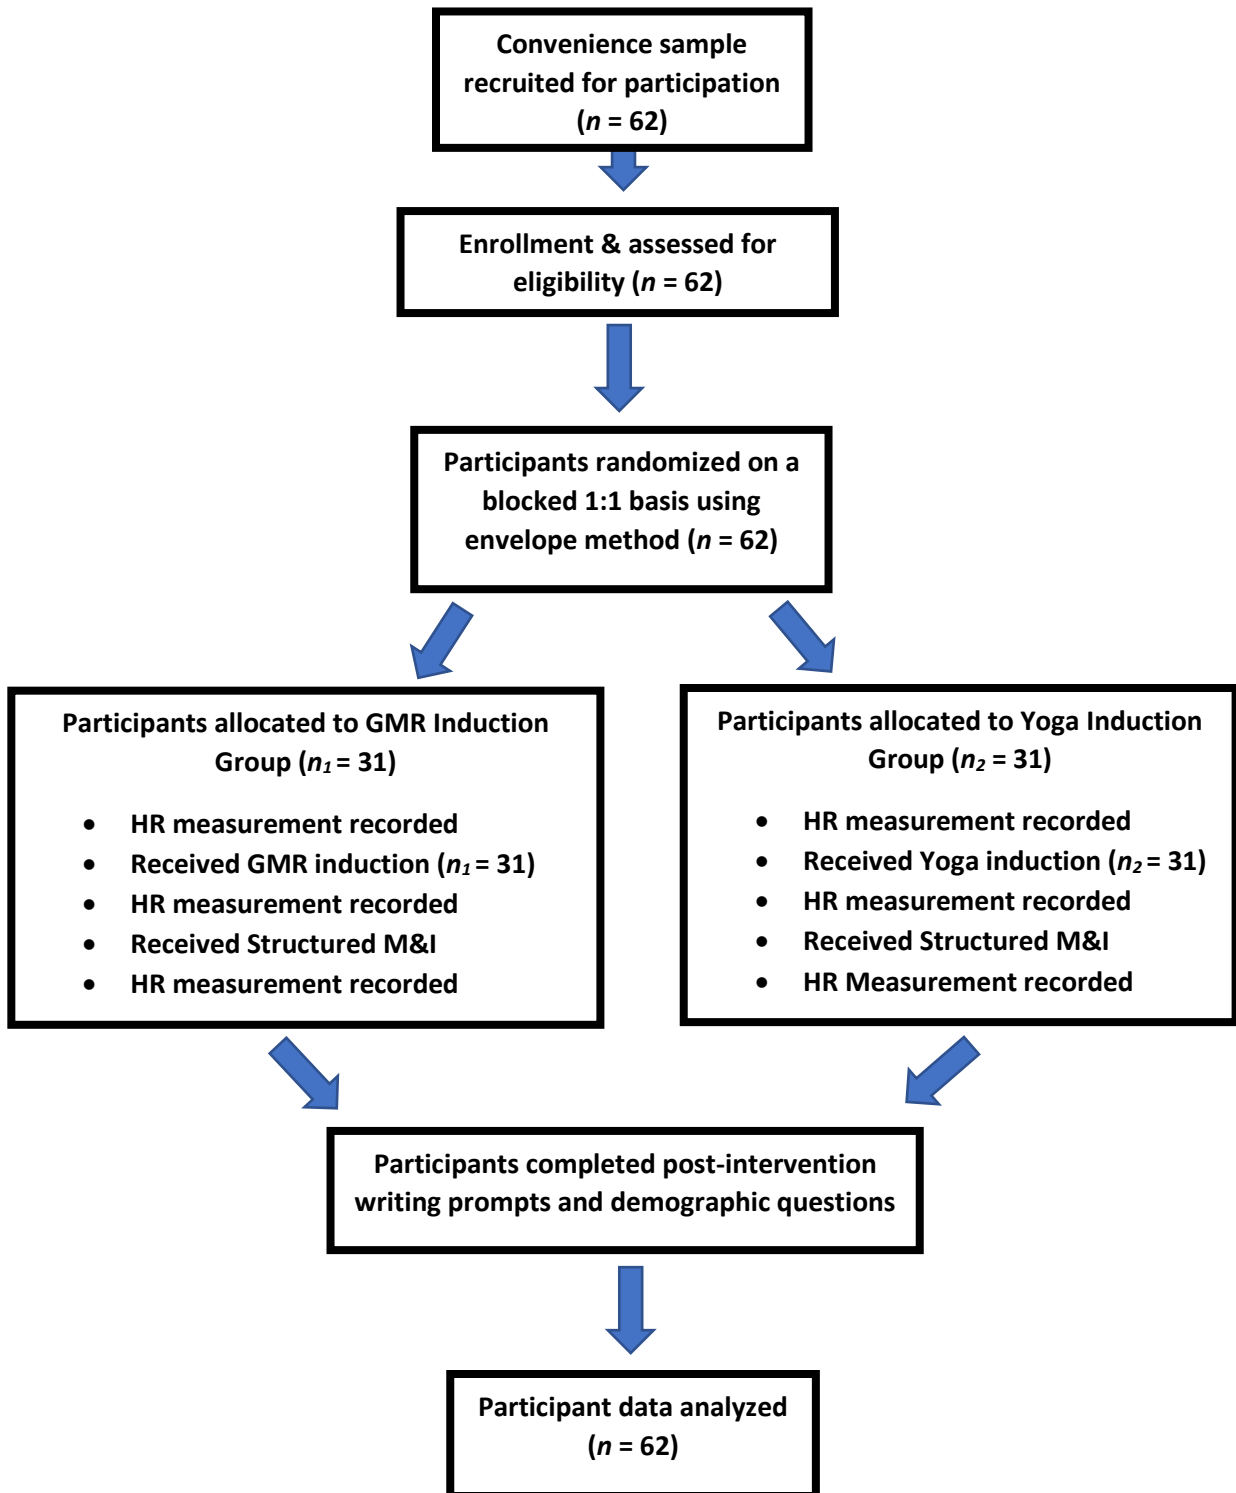 Convenience sample
recruited for participation
(n = 62)
Enrollment & assessed for
eligibility (n = 62)
Participants randomized on a
blocked 1:1 basis using
envelope method (n = 62)
Participants allocated to GMR Induction
Group (n1 = 31)
• HR measurement recorded
• Received GMR induction (n1 = 31)
• HR measurement recorded
• Received Structured M&I
• HR measurement recorded
Participants allocated to Yoga Induction
Group (n2 = 31)
• HR measurement recorded
• Received Yoga induction (n2 = 31)
• HR measurement recorded
• Received Structured M&I
• HR Measurement recorded
Participants completed post-intervention
writing prompts and demographic questions
Participant data analyzed
(n = 62)